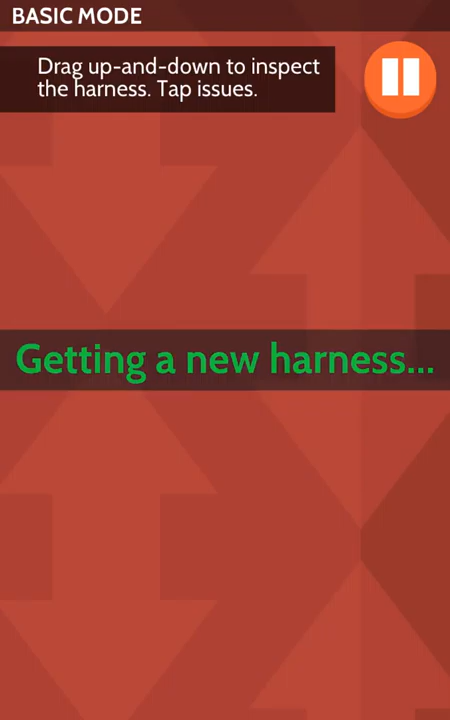 BASIC MODE
Drag up-and-down to inspect
the harness. Tap issues.
Getting a new harness...